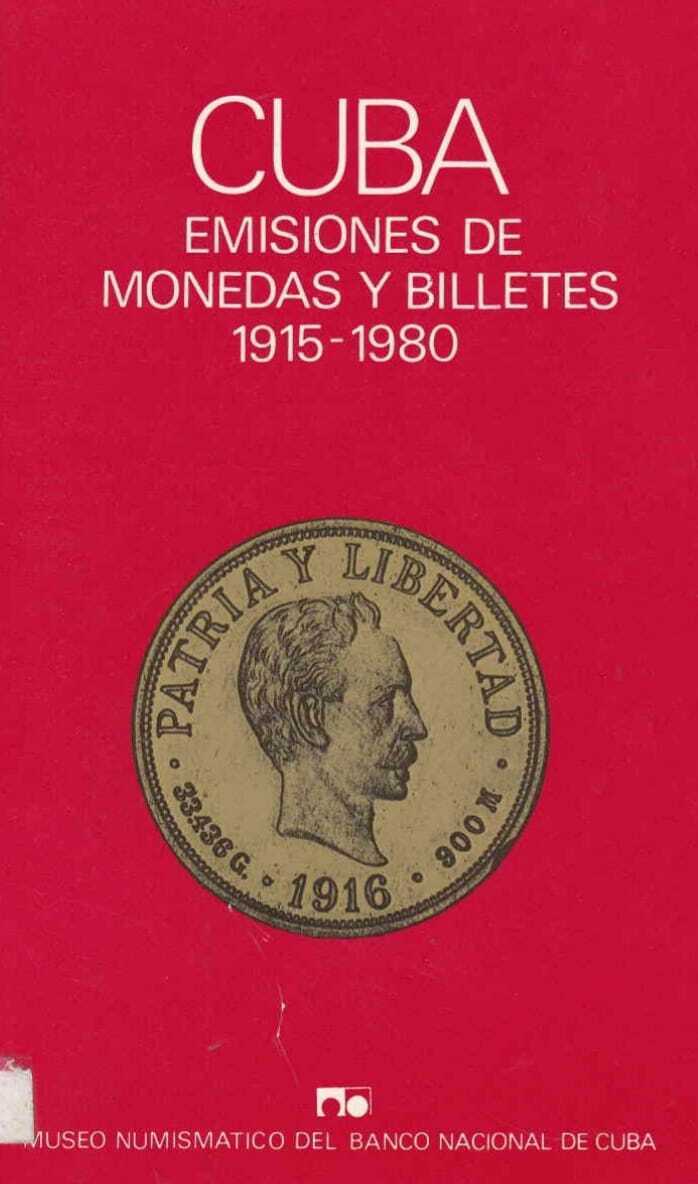 CUBA
EMISIONES DE
MONEDAS Y BILLETES
1915-1980
PATRIA Y LIBERTAD
33.436 G. 1916 900 M
MUSEO NUMISMATICO DEL BANCO NACIONAL DE CUBA